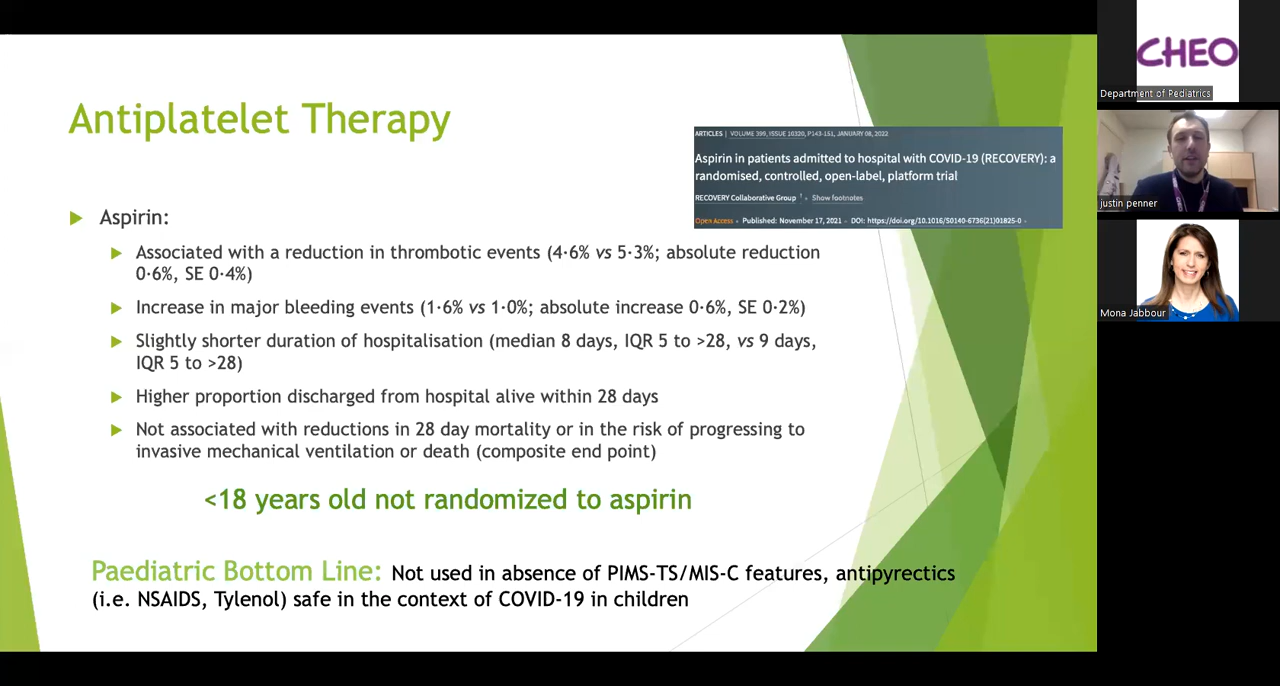 Antiplatelet Therapy
ARTICLES | VOLUME 399, ISSUE 10320, P143-151, JANUARY 08, 2022
Aspirin in patients admitted to hospital with COVID-19 (RECOVERY): a
randomised, controlled, open-label, platform trial
RECOVERY Collaborative Group † • Show footnotes
Open Access • Published: November 17, 2021 • DOI: https://doi.org/10.1016/S0140-6736(21)01825-0 •
Aspirin:
Associated with a reduction in thrombotic events (4·6% vs 5·3%; absolute reduction
0·6%, SE 0·4%)
Increase in major bleeding events (1·6% vs 1·0%; absolute increase 0·6%, SE 0·2%)
Slightly shorter duration of hospitalisation (median 8 days, IQR 5 to >28, vs 9 days,
IQR 5 to >28)
Higher proportion discharged from hospital alive within 28 days
Not associated with reductions in 28 day mortality or in the risk of progressing to
invasive mechanical ventilation or death (composite end point)
<18 years old not randomized to aspirin
Paediatric Bottom Line: Not used in absence of PIMS-TS/MIS-C features, antipyrectics
(i.e. NSAIDS, Tylenol) safe in the context of COVID-19 in children
CHEO
Department of Pediatrics
justin penner
Mona Jabbour